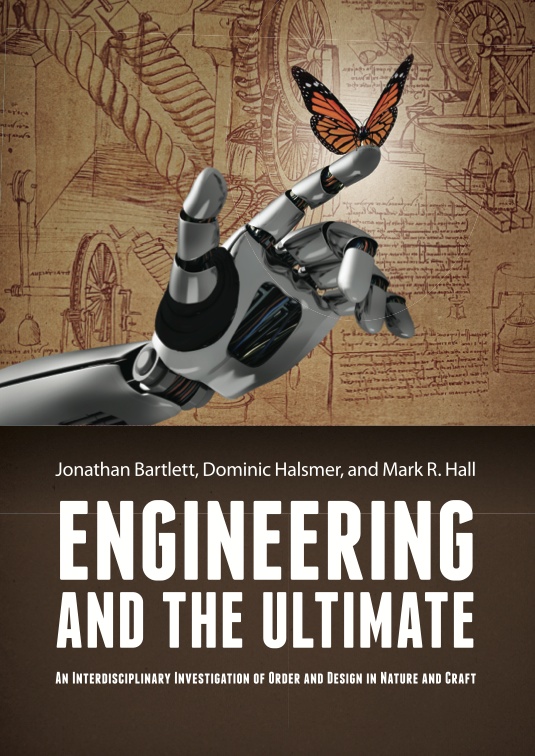 Jonathan Bartlett, Dominic Halsmer, and Mark R. Hall
ENGINEERING
AND THE ULTIMATE
An Interdisciplinary Investigation of Order and Design in Nature and Craft